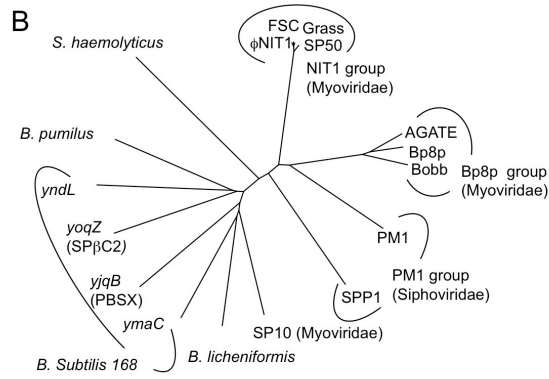 B
FSC Grass
ϕNIT1 SP50
S. haemolyticus
NIT1 group
(Myoviridae)
B. pumilus
AGATE
Bp8p
Bobb
Bp8p group
(Myoviridae)
yndL
yoqZ
(SPβC2)
PM1
yjqB
(PBSX)
PM1 group
(Siphoviridae)
SPP1
ymaC
SP10 (Myoviridae)
B. Subtilis 168
B. licheniformis